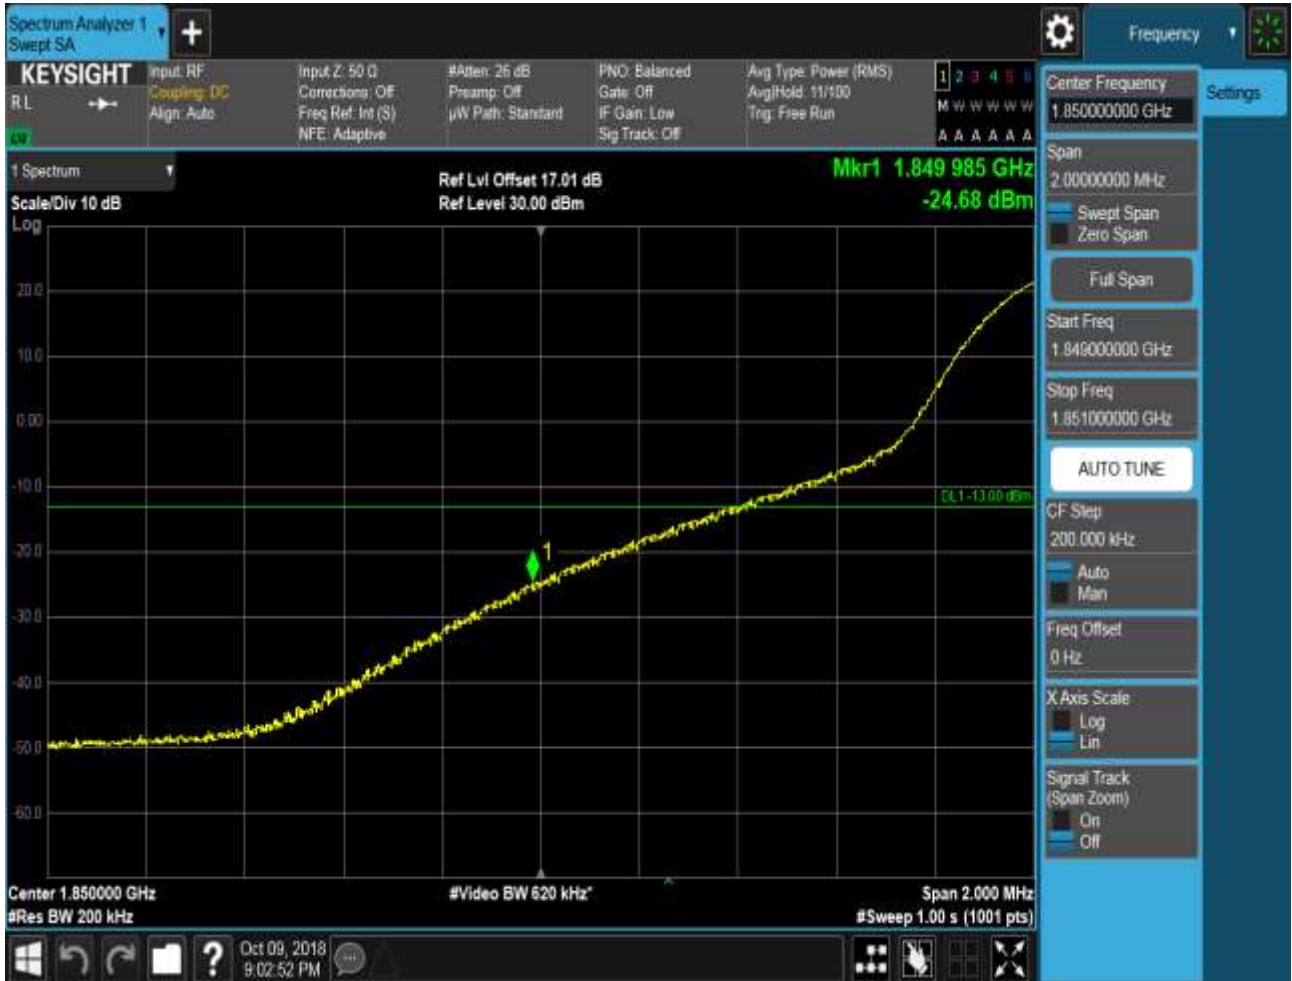 Spectrum Analyzer 1
Swept SA
+
Frequency
KEYSIGHT
R L
Input: RF
Coupling: DC
Align: Auto
Input Z: 50 Ω
Corrections: Off
Freq Ref: Int (S)
NFE: Adaptive
#Atten: 26 dB
Preamp: Off
µW Path: Standard
PNO: Balanced
Gate: Off
IF Gain: Low
Sig Track: Off
Avg Type: Power (RMS)
Avg|Hold: 11/100
Trig: Free Run
1 2 3 4 5 6
M W W W W W
A A A A A A
1 Spectrum
Scale/Div 10 dB
Log
Ref Lvl Offset 17.01 dB
Ref Level 30.00 dBm
Mkr1 1.849 985 GHz
-24.68 dBm
20.0
10.0
0.00
-10.0
-20.0
-30.0
-40.0
-50.0
-60.0
DL1 -13.00 dBm
1
Center 1.850000 GHz
#Res BW 200 kHz
#Video BW 620 kHz*
Span 2.000 MHz
#Sweep 1.00 s (1001 pts)
Center Frequency
1.850000000 GHz
Settings
Span
2.00000000 MHz
Swept Span
Zero Span
Full Span
Start Freq
1.849000000 GHz
Stop Freq
1.851000000 GHz
AUTO TUNE
CF Step
200.000 kHz
Auto
Man
Freq Offset
0 Hz
X Axis Scale
Log
Lin
Signal Track
(Span Zoom)
On
Off
?
Oct 09, 2018
9:02:52 PM